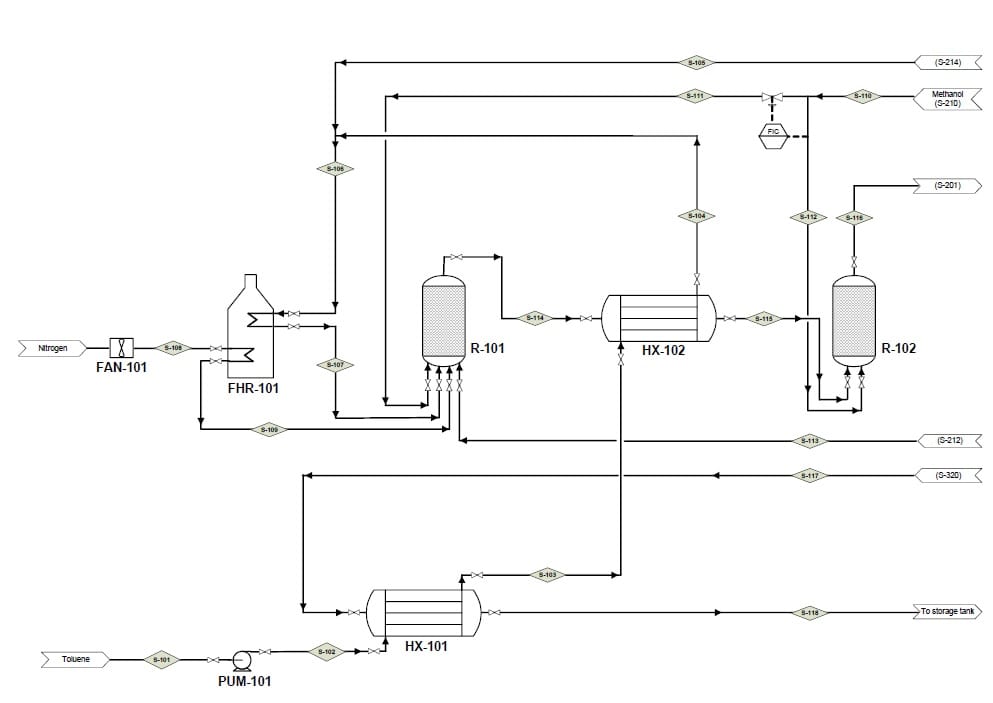 S-105
(S-214)
S-111
S-110
Methanol
(S-210)
FIC
S-106
(S-201)
S-104
S-112
S-116
S-114
S-115
R-101
HX-102
R-102
Nitrogen
S-108
FAN-101
FHR-101
S-107
S-109
S-113
(S-212)
S-117
(S-320)
S-103
S-118
To storage tank
HX-101
Toluene
S-101
S-102
PUM-101